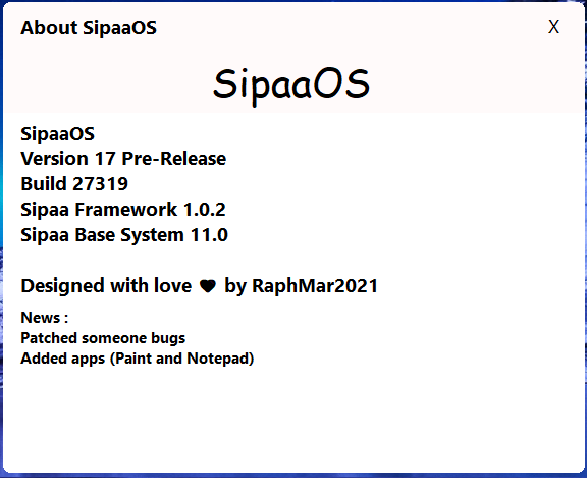 About SipaaOS X
SipaaOS
SipaaOS
Version 17 Pre-Release
Build 27319
Sipaa Framework 1.0.2
Sipaa Base System 11.0
Designed with love ❤ by RaphMar2021
News :
Patched someone bugs
Added apps (Paint and Notepad)